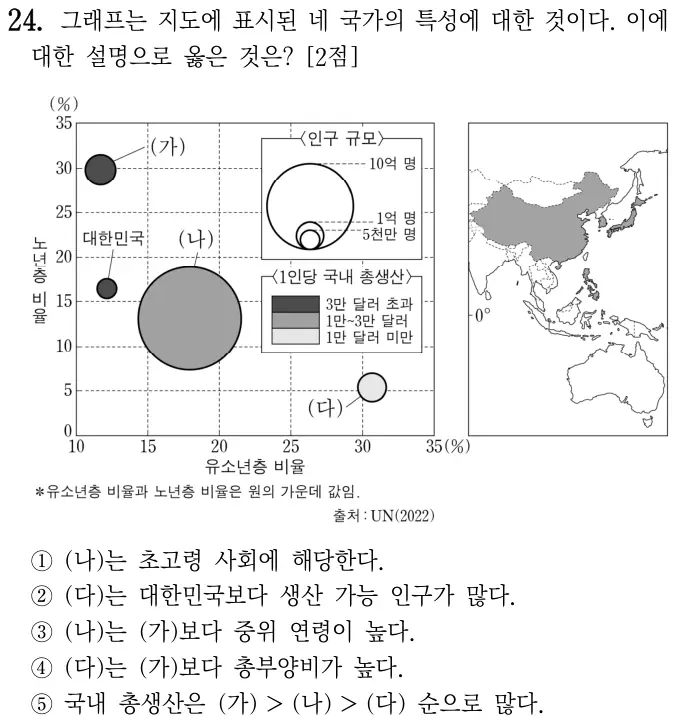 24. 그래프는 지도에 표시된 네 국가의 특성에 대한 것이다. 이에
대한 설명으로 옳은 것은? [2점]
(%)
35
30
25
20
15
10
5
0
노년층 비율
(가)
대한민국
(나)
(다)
〈인구 규모〉
10억 명
1억 명
5천만 명
〈1인당 국내 총생산〉
3만 달러 초과
1만~3만 달러
1만 달러 미만
10 15 20 25 30 35(%)
유소년층 비율
0°
*유소년층 비율과 노년층 비율은 원의 가운데 값임.
출처 : UN(2022)
① (나)는 초고령 사회에 해당한다.
② (다)는 대한민국보다 생산 가능 인구가 많다.
③ (나)는 (가)보다 중위 연령이 높다.
④ (다)는 (가)보다 총부양비가 높다.
⑤ 국내 총생산은 (가) > (나) > (다) 순으로 많다.